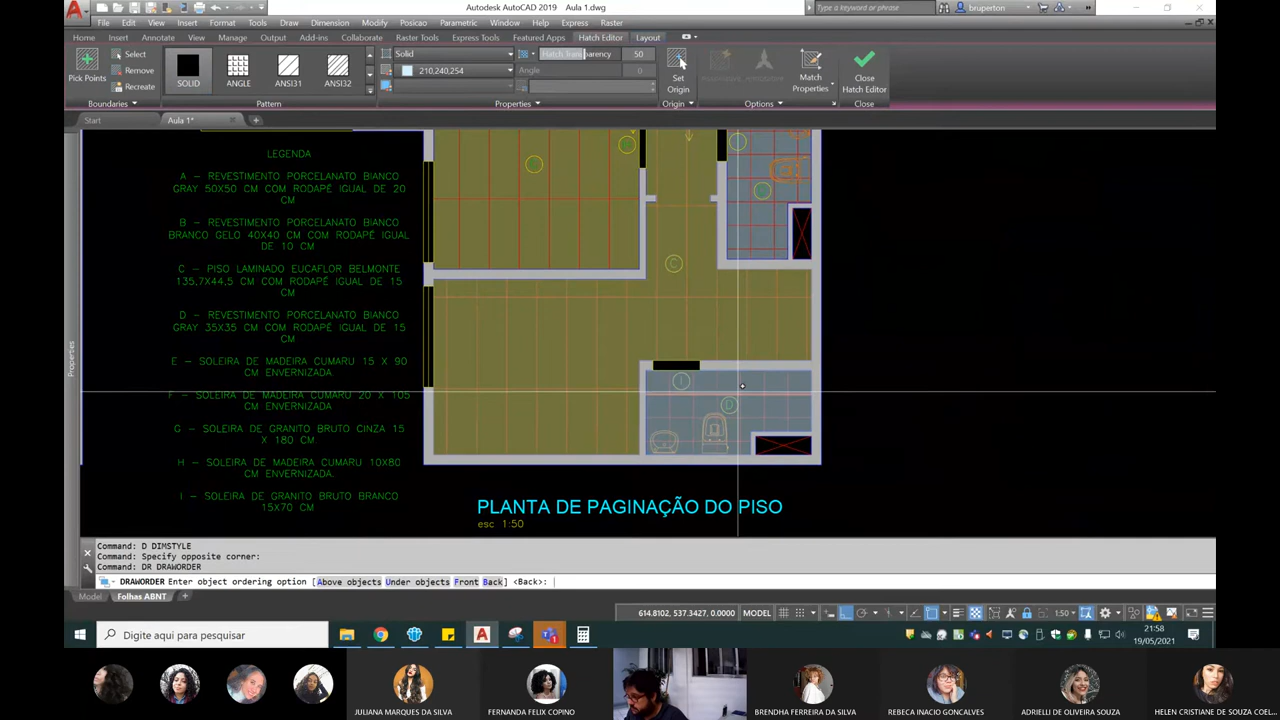 Autodesk AutoCAD 2019 Aula 1.dwg
Type a keyword or phrase
bruperton
File Edit View Insert Format Tools Draw Dimension Modify Posicao Parametric Window Help Express Raster
Home Insert Annotate View Manage Output Add-ins Collaborate Raster Tools Express Tools Featured Apps Hatch Editor Layout
Pick Points
Select
Remove
Recreate
SOLID
ANGLE
ANSI31
ANSI32
Solid
210,240,254
Hatch Transparency 50
Angle 0
Set
Origin
Match
Properties
Close
Hatch Editor
Boundaries
Pattern
Properties
Origin
Options
Close
Start
Aula 1*
Properties
LEGENDA
A – REVESTIMENTO PORCELANATO BIANCO
GRAY 50X50 CM COM RODAPÉ IGUAL DE 20
CM
B – REVESTIMENTO PORCELANATO BIANCO
BRANCO GELO 40X40 CM COM RODAPÉ IGUAL
DE 10 CM
C – PISO LAMINADO EUCAFLOR BELMONTE
135,7X44,5 CM COM RODAPÉ IGUAL DE 15
CM
D – REVESTIMENTO PORCELANATO BIANCO
GRAY 35X35 CM COM RODAPÉ IGUAL DE 15
CM
E – SOLEIRA DE MADEIRA CUMARU 15 X 90
CM ENVERNIZADA
F – SOLEIRA DE MADEIRA CUMARU 20 X 105
CM ENVERNIZADA
G – SOLEIRA DE GRANITO BRUTO CINZA 15
X 180 CM
H – SOLEIRA DE MADEIRA CUMARU 10X80
CM ENVERNIZADA.
I – SOLEIRA DE GRANITO BRUTO BRANCO
15X70 CM
C
I
D
PLANTA DE PAGINAÇÃO DO PISO
esc 1:50
Command: D DIMSTYLE
Command: Specify opposite corner:
Command: DR DRAWORDER
DRAWORDER Enter object ordering option [Above objects Under objects Front Back] <Back>:
Model Folhas ABNT
614.8102, 537.3427, 0.0000 MODEL
1:50
Digite aqui para pesquisar
21:58
19/05/2021
JULIANA MARQUES DA SILVA
FERNANDA FELIX COPINO
BRENDHA FERREIRA DA SILVA
REBECA INACIO GONCALVES
ADRIELLI DE OLIVEIRA SOUZA
HELEN CRISTIANE DE SOUZA COEL...